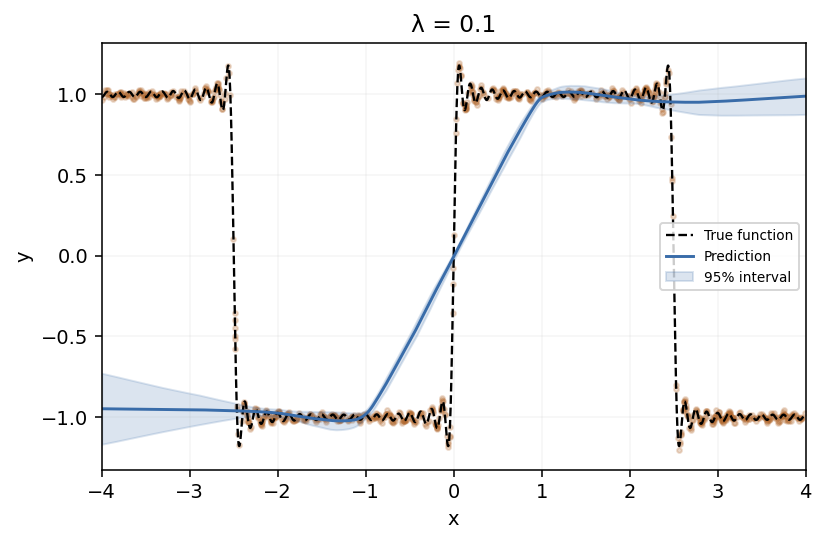 λ = 0.1
y
1.0
0.5
0.0
−0.5
−1.0
True function
Prediction
95% interval
−4 −3 −2 −1 0 1 2 3 4
x